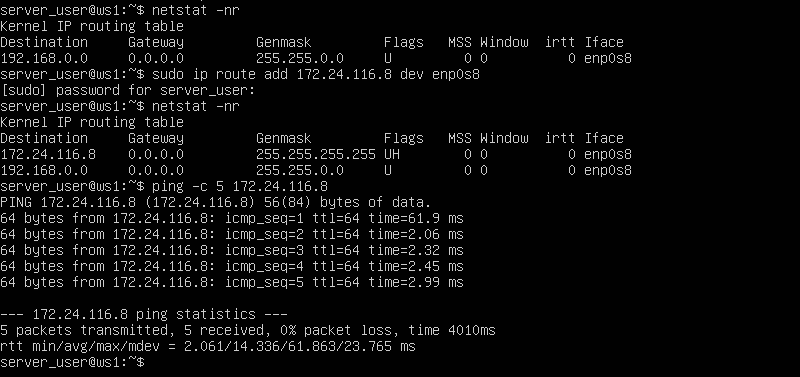 server_user@ws1:~$ netstat -nr
Kernel IP routing table
Destination     Gateway         Genmask         Flags   MSS Window  irtt Iface
192.168.0.0     0.0.0.0         255.255.0.0     U         0 0          0 enp0s8
server_user@ws1:~$ sudo ip route add 172.24.116.8 dev enp0s8
[sudo] password for server_user:
server_user@ws1:~$ netstat -nr
Kernel IP routing table
Destination     Gateway         Genmask         Flags   MSS Window  irtt Iface
172.24.116.8    0.0.0.0         255.255.255.255 UH        0 0          0 enp0s8
192.168.0.0     0.0.0.0         255.255.0.0     U         0 0          0 enp0s8
server_user@ws1:~$ ping -c 5 172.24.116.8
PING 172.24.116.8 (172.24.116.8) 56(84) bytes of data.
64 bytes from 172.24.116.8: icmp_seq=1 ttl=64 time=61.9 ms
64 bytes from 172.24.116.8: icmp_seq=2 ttl=64 time=2.06 ms
64 bytes from 172.24.116.8: icmp_seq=3 ttl=64 time=2.32 ms
64 bytes from 172.24.116.8: icmp_seq=4 ttl=64 time=2.45 ms
64 bytes from 172.24.116.8: icmp_seq=5 ttl=64 time=2.99 ms

--- 172.24.116.8 ping statistics ---
5 packets transmitted, 5 received, 0% packet loss, time 4010ms
rtt min/avg/max/mdev = 2.061/14.336/61.863/23.765 ms
server_user@ws1:~$